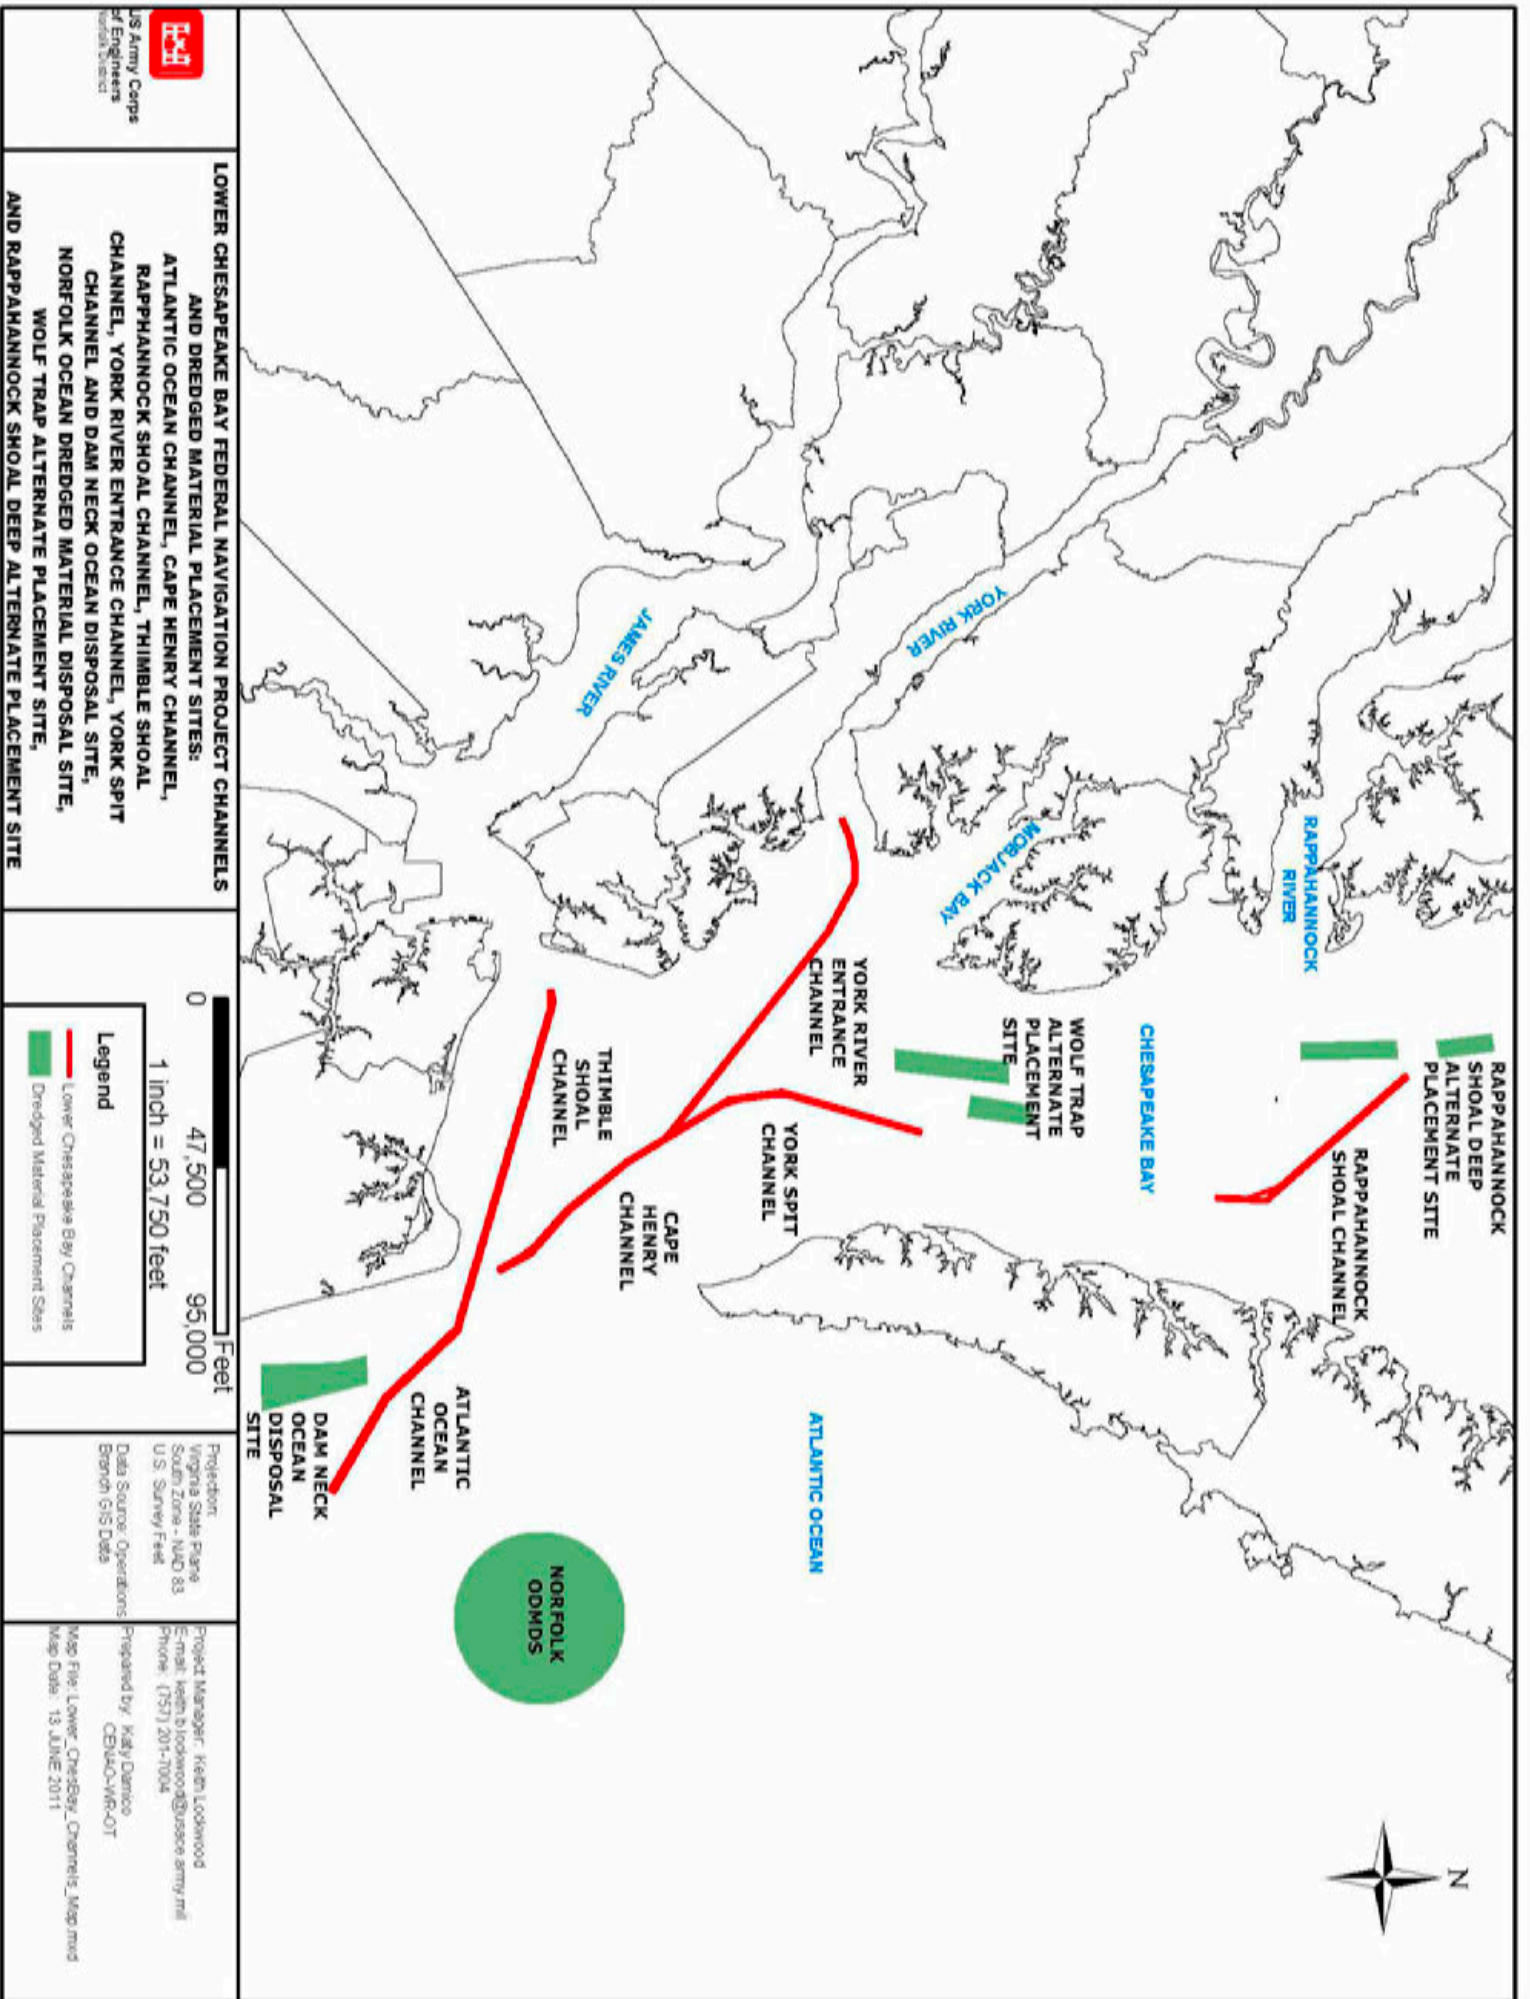 N
RAPPAHANNOCK
SHOAL DEEP
ALTERNATE
PLACEMENT SITE
RAPPAHANNOCK
SHOAL CHANNEL
RAPPAHANNOCK
RIVER
CHESAPEAKE BAY
WOLF TRAP
ALTERNATE
PLACEMENT
SITE
MOBJACK BAY
YORK RIVER
YORK RIVER
ENTRANCE
CHANNEL
YORK SPIT
CHANNEL
ATLANTIC OCEAN
JAMES RIVER
CAPE
HENRY
CHANNEL
THIMBLE
SHOAL
CHANNEL
NORFOLK
ODMDS
ATLANTIC
OCEAN
CHANNEL
DAM NECK
OCEAN
DISPOSAL
SITE
US Army Corps
of Engineers
Norfolk District
LOWER CHESAPEAKE BAY FEDERAL NAVIGATION PROJECT CHANNELS
AND DREDGED MATERIAL PLACEMENT SITES:
ATLANTIC OCEAN CHANNEL, CAPE HENRY CHANNEL,
RAPPHANNOCK SHOAL CHANNEL, THIMBLE SHOAL
CHANNEL, YORK RIVER ENTRANCE CHANNEL, YORK SPIT
CHANNEL AND DAM NECK OCEAN DISPOSAL SITE,
NORFOLK OCEAN DREDGED MATERIAL DISPOSAL SITE,
WOLF TRAP ALTERNATE PLACEMENT SITE,
AND RAPPAHANNOCK SHOAL DEEP ALTERNATE PLACEMENT SITE
Feet
0 47,500 95,000
1 inch = 53,750 feet
Legend
Lower Chesapeake Bay Channels
Dredged Material Placement Sites
Projection:
Virginia State Plane
South Zone - NAD 83
U.S. Survey Feet
Data Source: Operations
Branch GIS Data
Project Manager: Keith Lockwood
E-mail: keith.b.lockwood@usace.army.mil
Phone: (757) 201-7004
Prepared by: Katy Damico
CENAO-WR-OT
Map File: Lower_ChesBay_Channels_Map.mxd
Map Date: 13 JUNE 2011